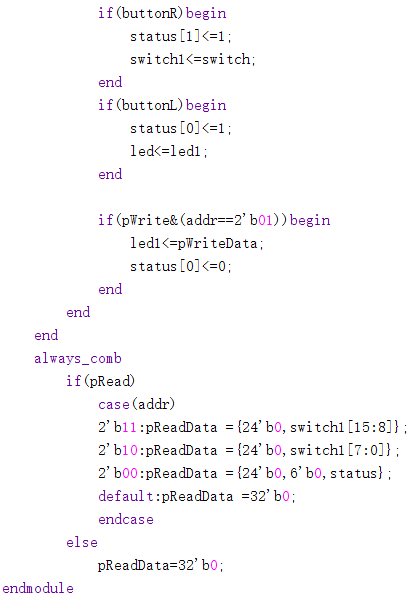 if(buttonR)begin
status[1]<=1;
switch1<=switch;
end
if(buttonL)begin
status[0]<=1;
led<=led1;
end
if(pWrite&(addr==2'b01))begin
led1<=pWriteData;
status[0]<=0;
end
end
end
always_comb
if(pRead)
case(addr)
2'b11:pReadData ={24'b0,switch1[15:8]};
2'b10:pReadData ={24'b0,switch1[7:0]};
2'b00:pReadData ={24'b0,6'b0,status};
default:pReadData =32'b0;
endcase
else
pReadData=32'b0;
endmodule